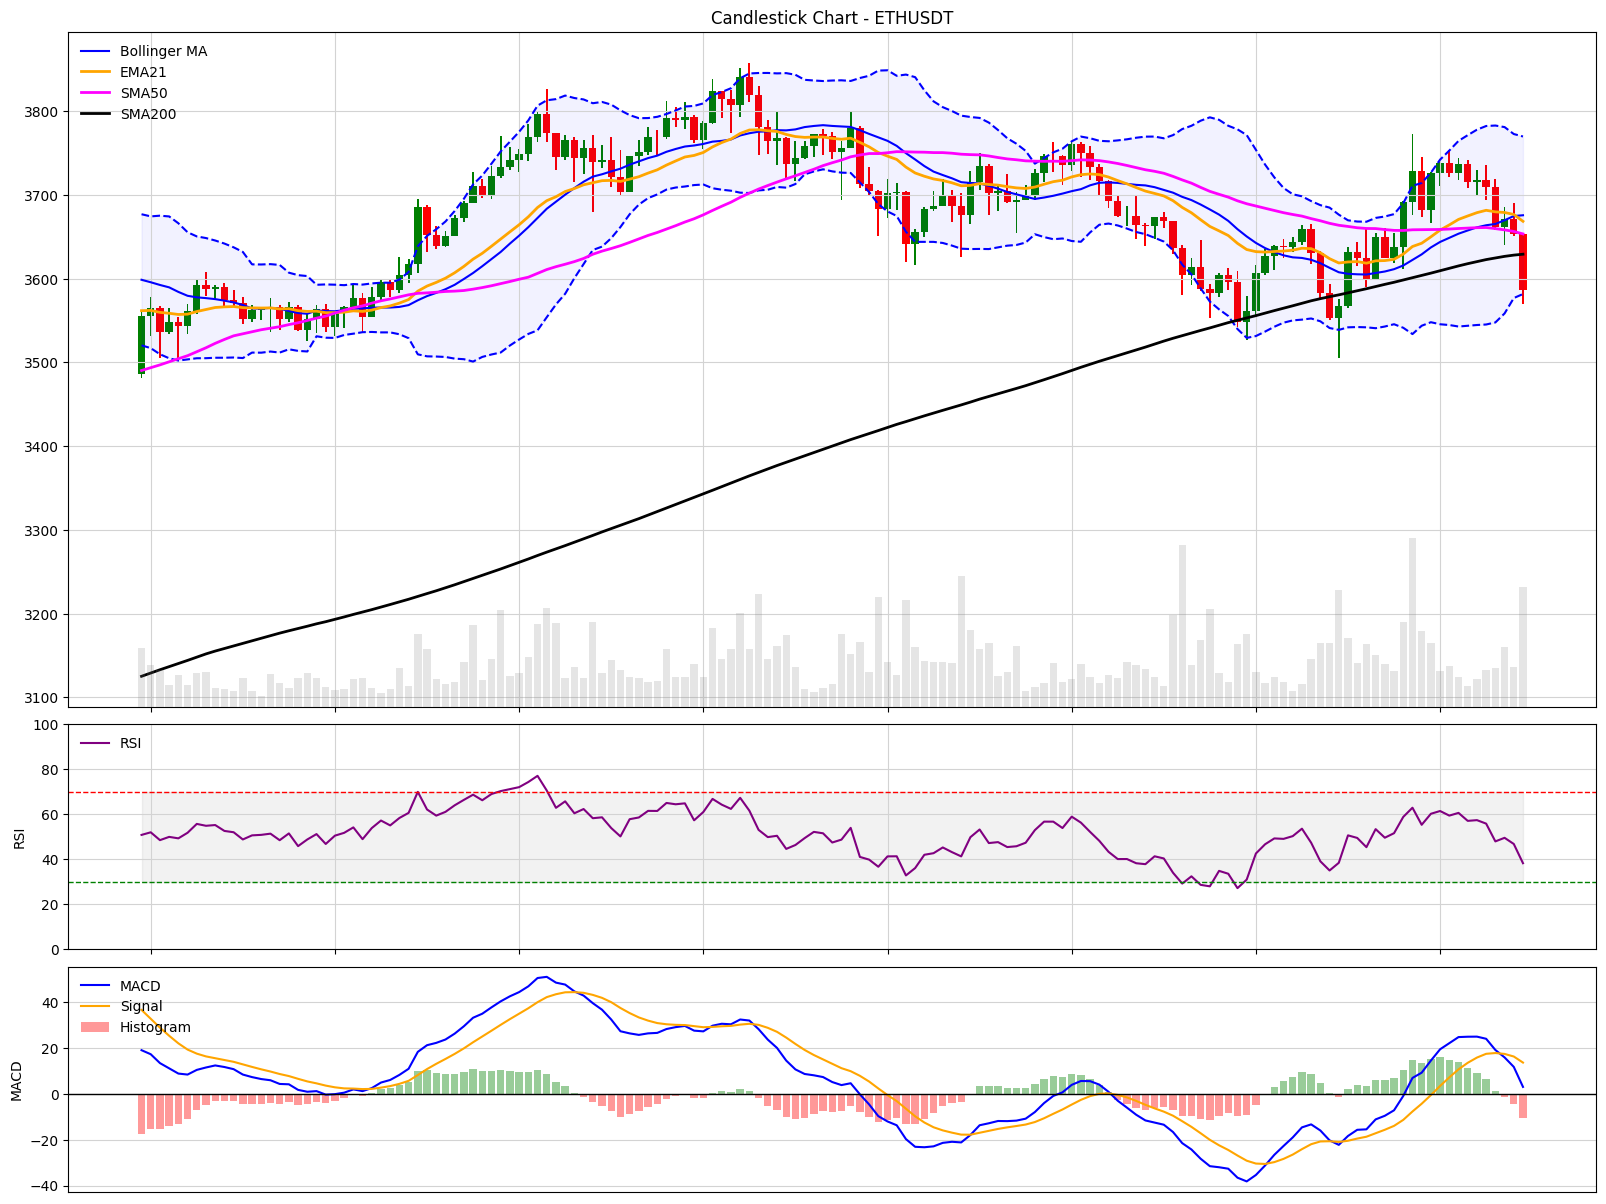 Candlestick Chart - ETHUSDT
Bollinger MA
EMA21
SMA50
SMA200
3800
3700
3600
3500
3400
3300
3200
3100
RSI
100
80
60
40
20
0
RSI
MACD
Signal
Histogram
40
20
0
−20
−40
MACD